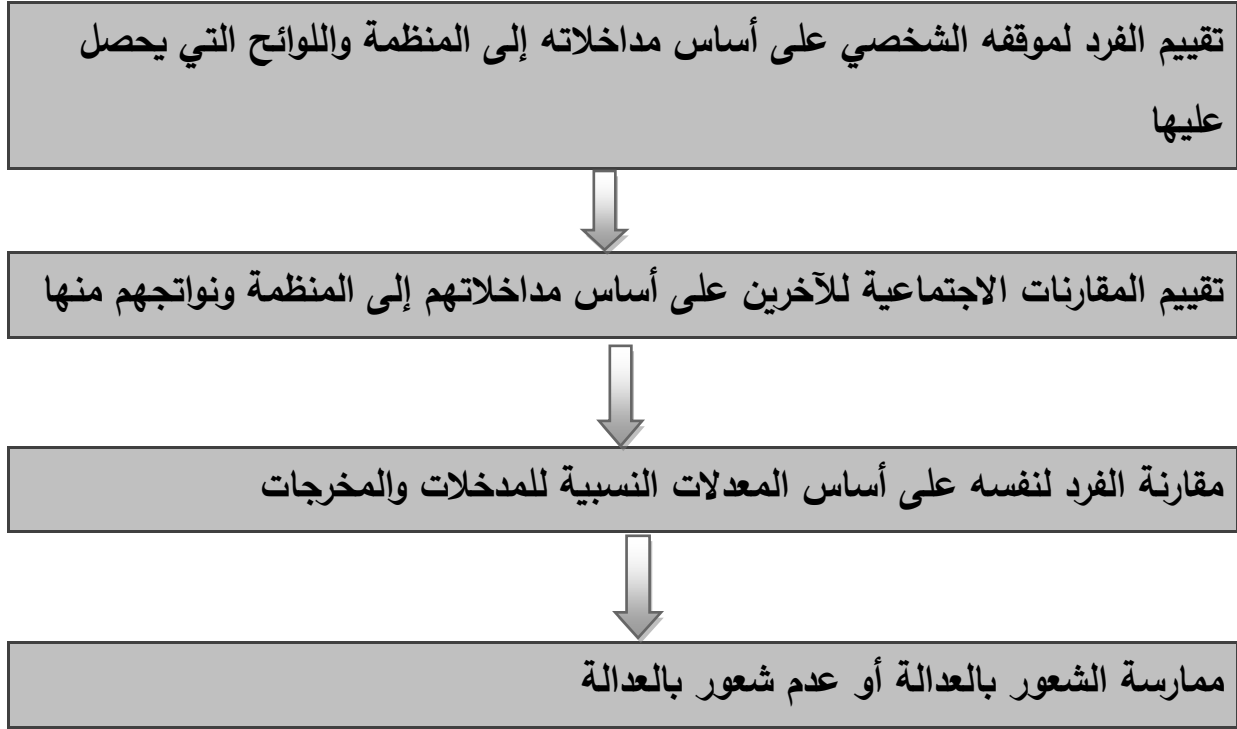 تقييم الفرد لموقفه الشخصي على أساس مداخلاته إلى المنظمة واللوائح التي يحصل
عليها
تقييم المقارنات الاجتماعية للآخرين على أساس مداخلاتهم إلى المنظمة ونواتجهم منها
مقارنة الفرد لنفسه على أساس المعدلات النسبية للمدخلات والمخرجات
ممارسة الشعور بالعدالة أو عدم شعور بالعدالة